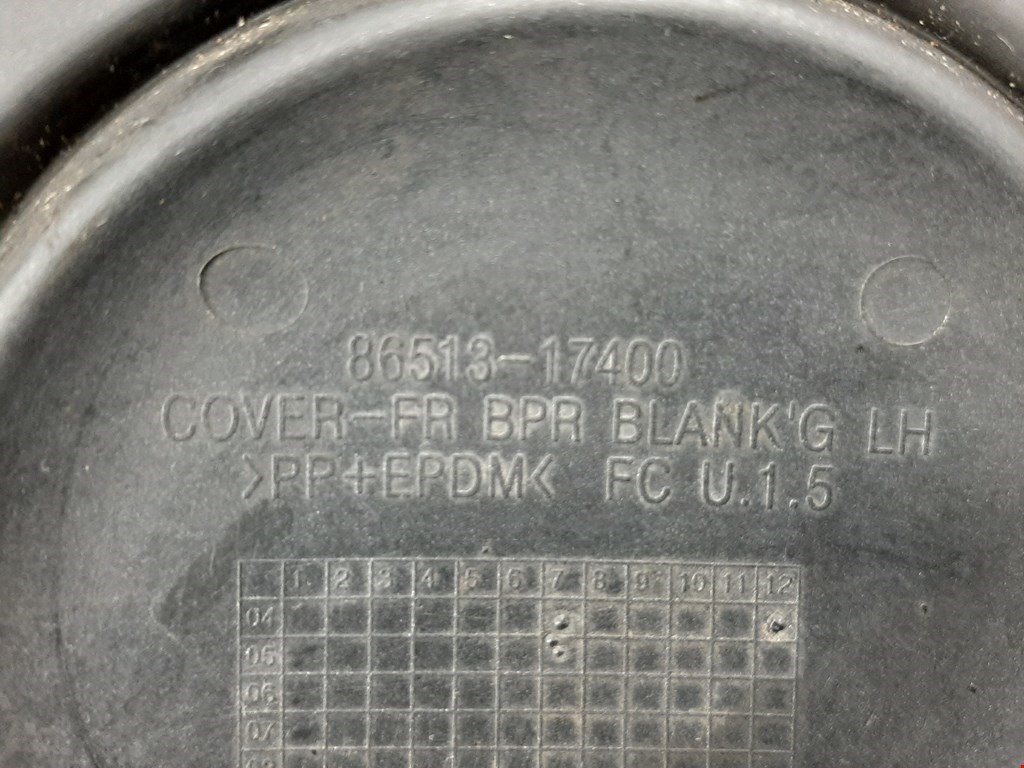 86513-17400
COVER-FR BPR BLANK'G LH
>PP+EPDM< FC U.1.5
1 2 3 4 5 6 7 8 9 10 11 12
04
05
06
07